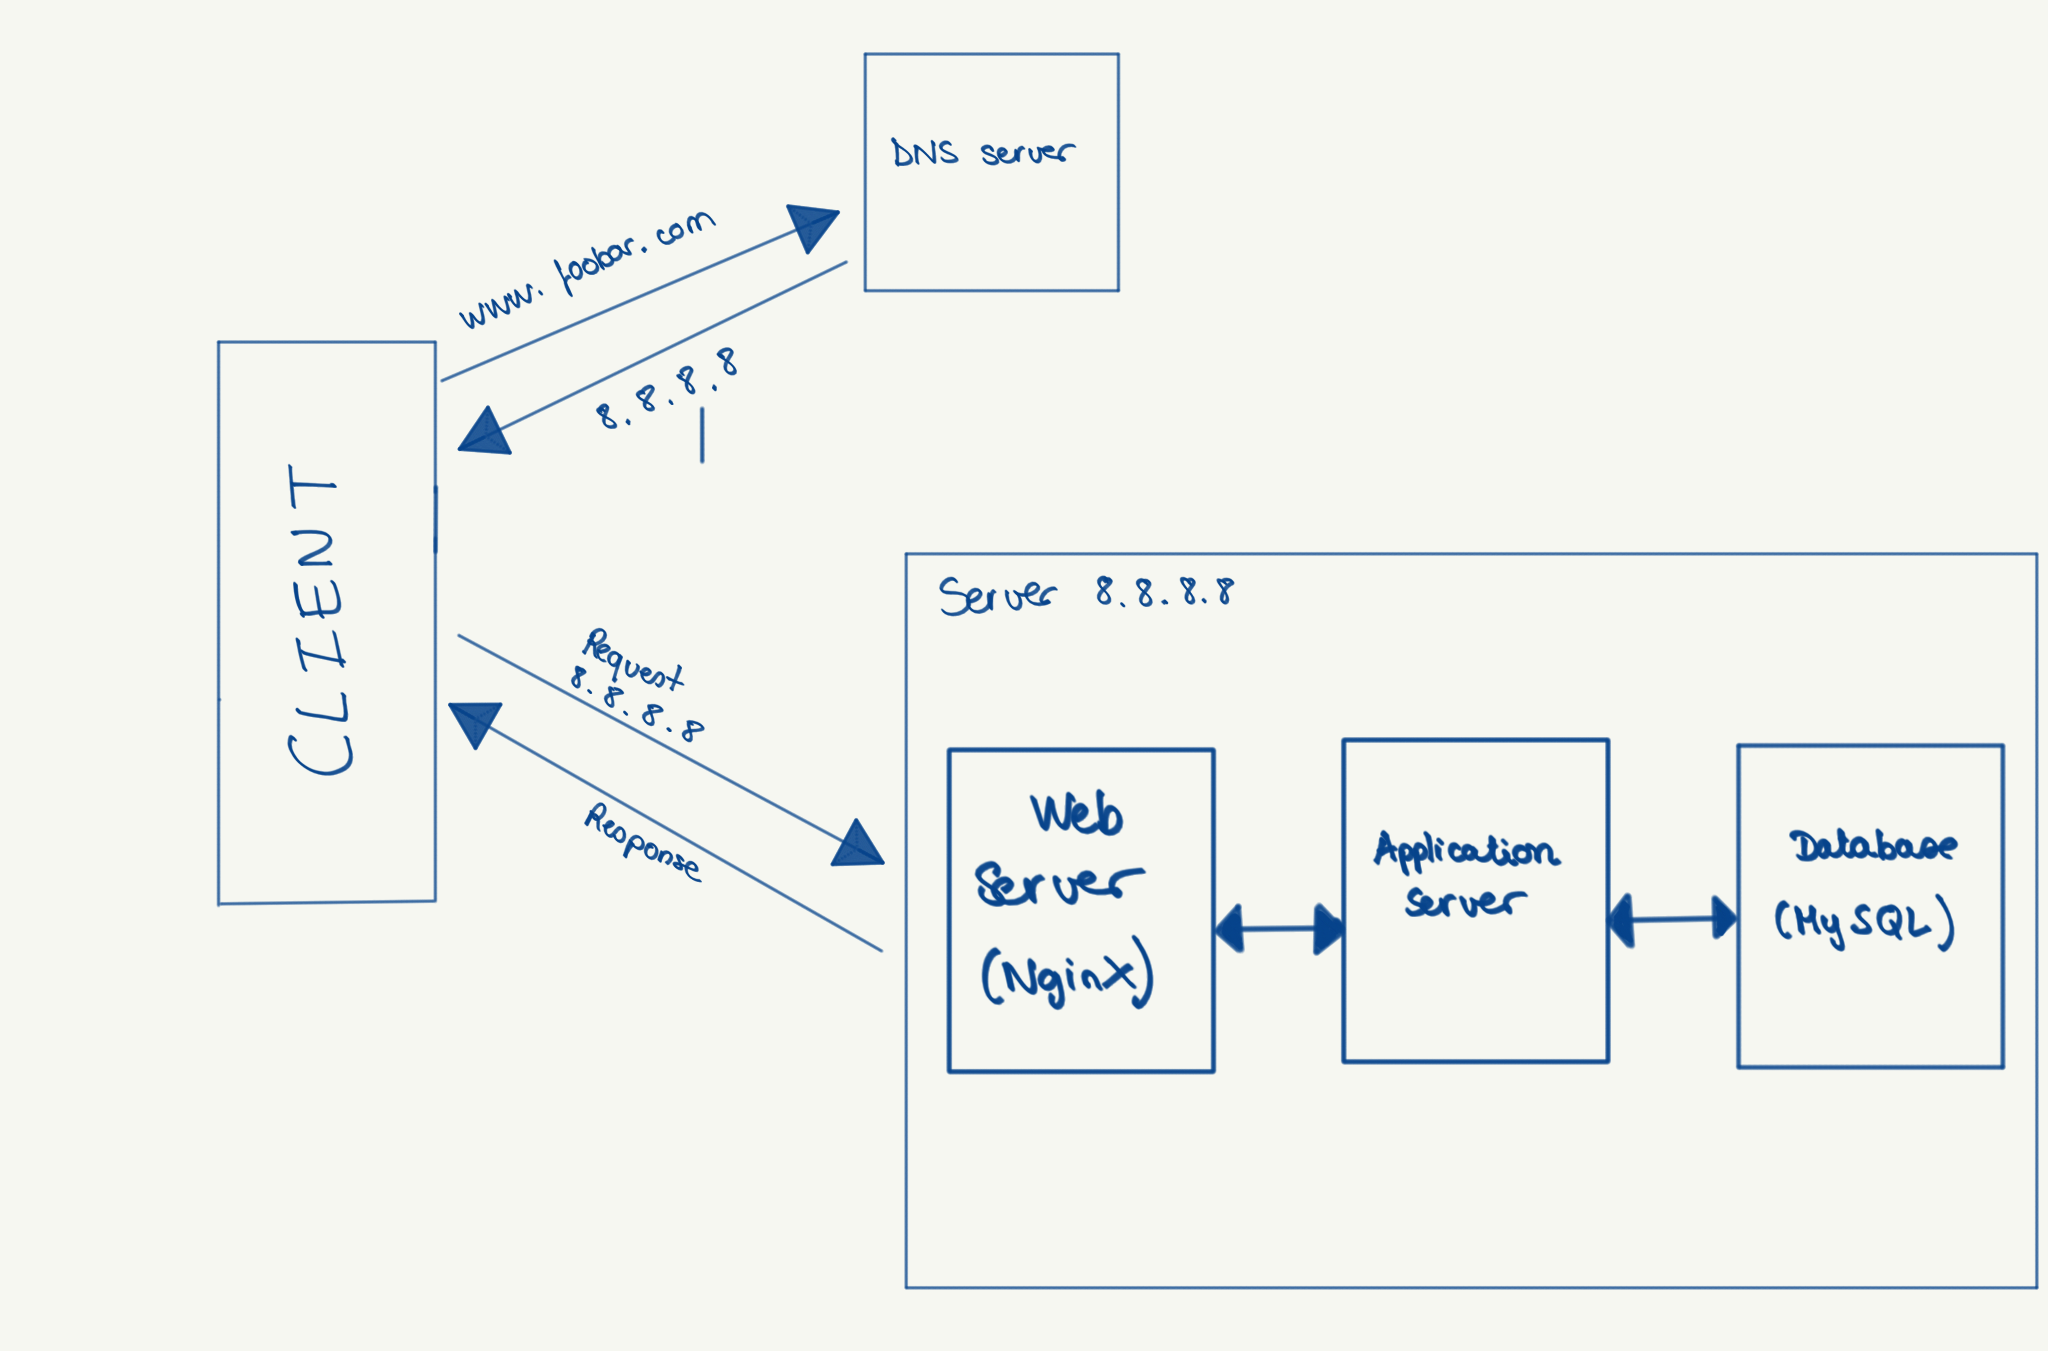 DNS server
www.foobar.com
8.8.8.8
CLIENT
Server 8.8.8.8
Request
8.8.8.8
Response
Web
Server
(NginX)
Application
server
Database
(MySQL)